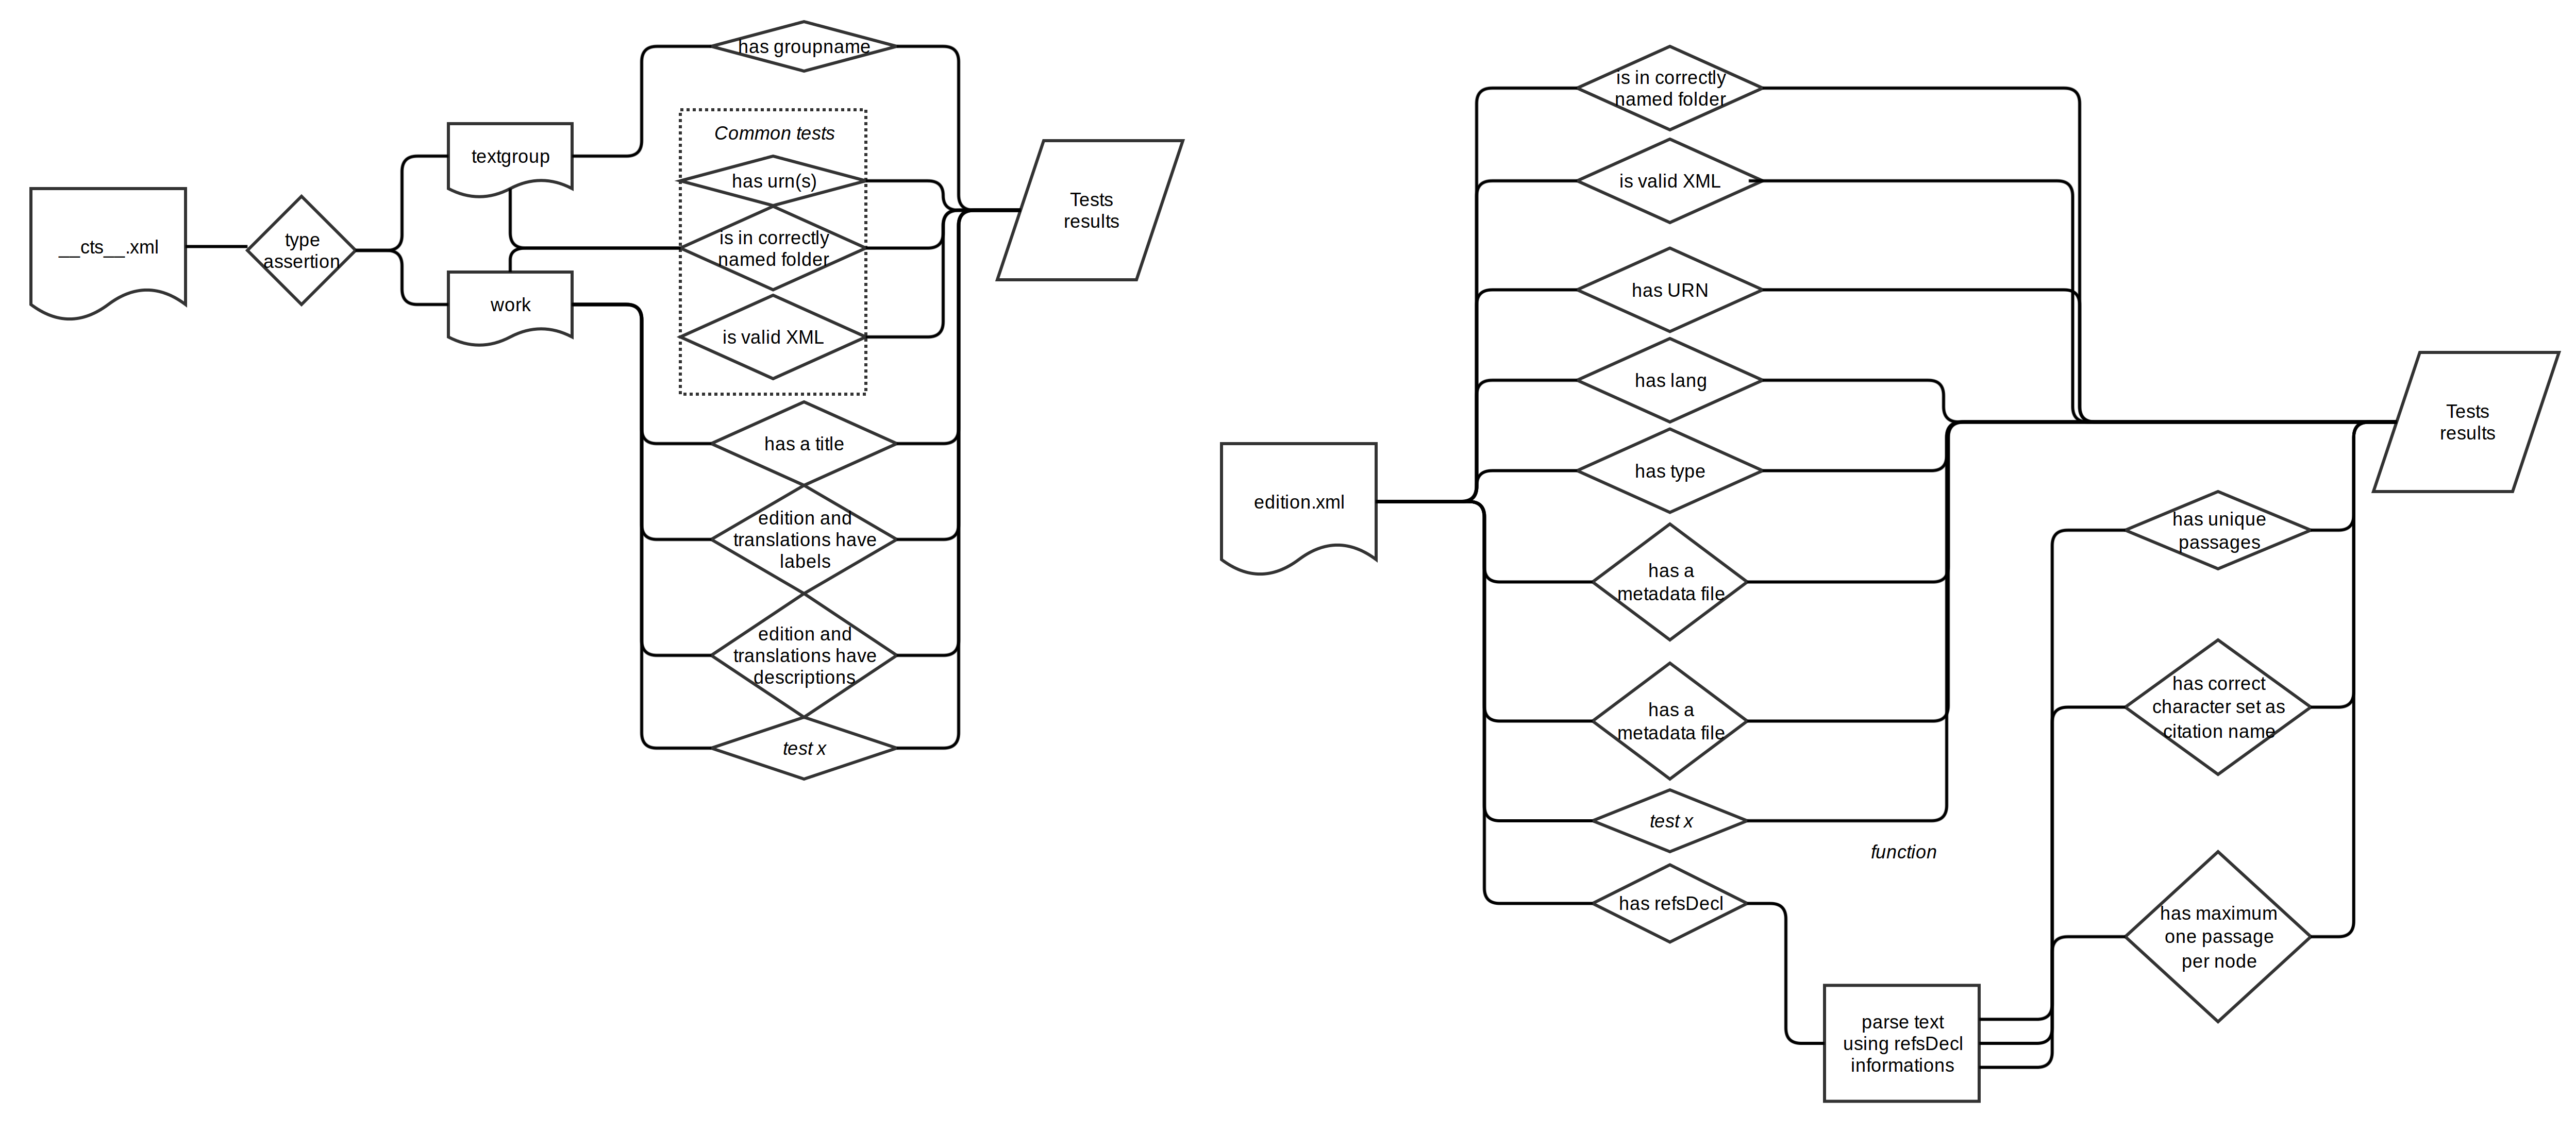 has groupname
Common tests
textgroup
has urn(s)
__cts__.xml
type
assertion
is in correctly
named folder
work
is valid XML
Tests
results
has a title
edition and
translations have
labels
edition and
translations have
descriptions
test x
is in correctly
named folder
is valid XML
has URN
has lang
has type
edition.xml
has a
metadata file
has a
metadata file
test x
function
has refsDecl
parse text
using refsDecl
informations
has unique
passages
has correct
character set as
citation name
has maximum
one passage
per node
Tests
results